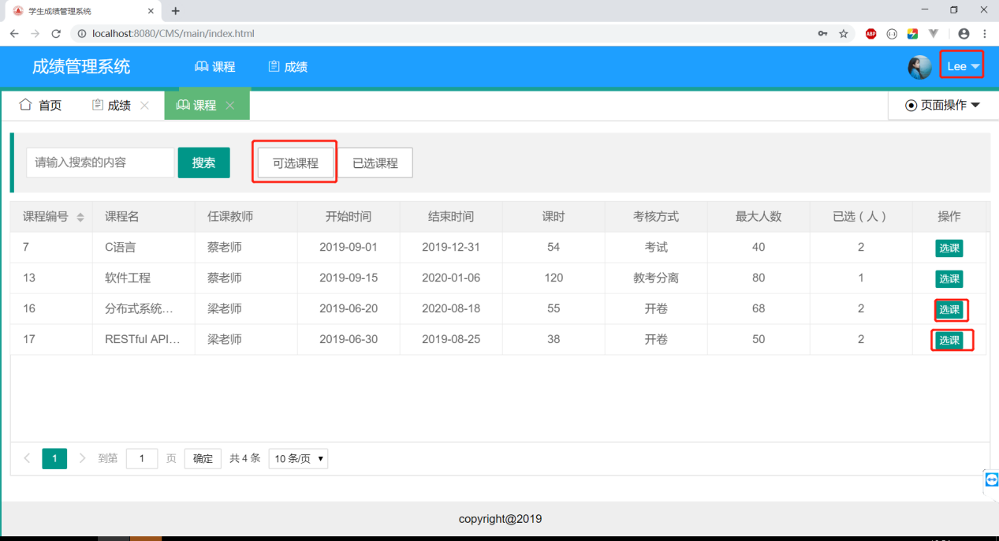 学生成绩管理系统
localhost:8080/CMS/main/index.html
ABP
成绩管理系统 课程 成绩 Lee
首页 成绩 课程 页面操作
请输入搜索的内容 搜索 可选课程 已选课程
课程编号 课程名 任课教师 开始时间 结束时间 课时 考核方式 最大人数 已选（人） 操作
7 C语言 蔡老师 2019-09-01 2019-12-31 54 考试 40 2 选课
13 软件工程 蔡老师 2019-09-15 2020-01-06 120 教考分离 80 1 选课
16 分布式系统... 梁老师 2019-06-20 2020-08-18 55 开卷 68 2 选课
17 RESTful API... 梁老师 2019-06-30 2019-08-25 38 开卷 50 2 选课
1 到第 1 页 确定 共 4 条 10 条/页
copyright@2019